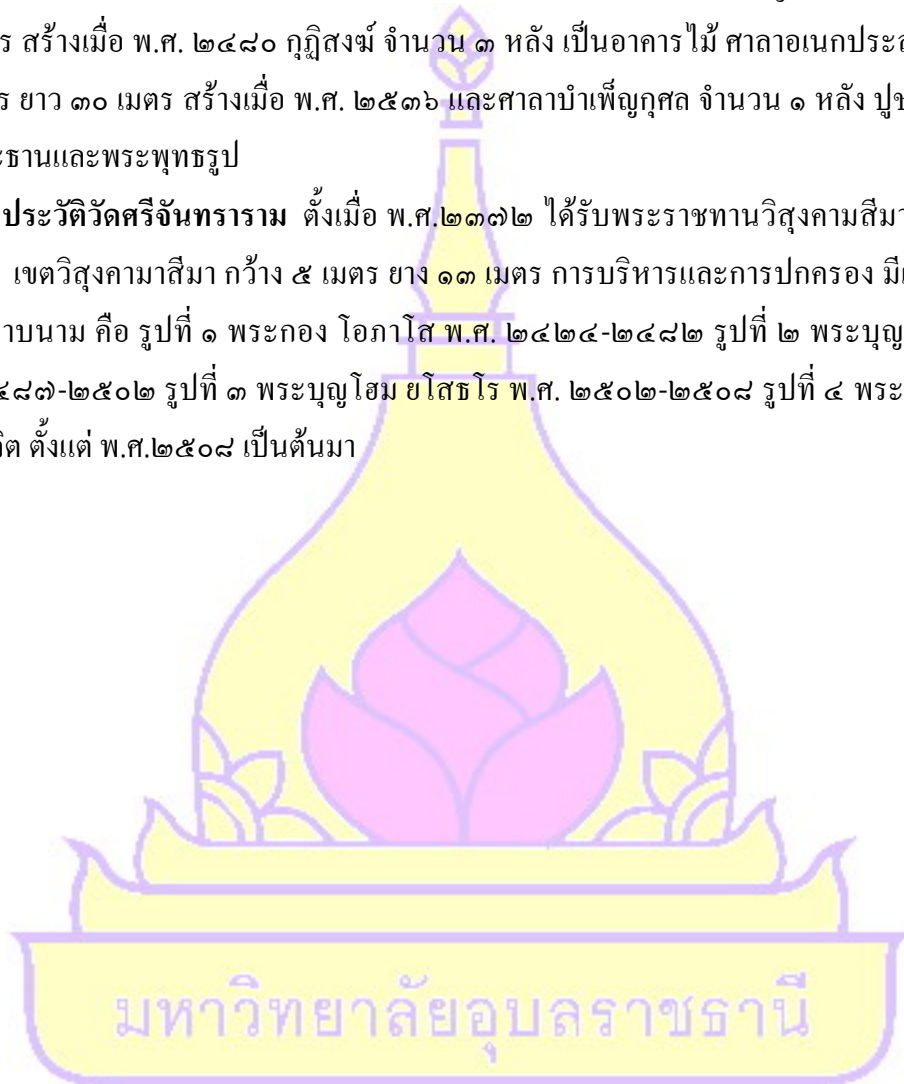 ร สร้างเมื่อ พ.ศ. ๒๔๘๐ กุฏิสงฆ์ จำนวน ๓ หลัง เป็นอาคารไม้ ศาลาอเนกประส
ร ยาว ๓๐ เมตร สร้างเมื่อ พ.ศ. ๒๕๓๖ และศาลาบำเพ็ญกุศล จำนวน ๑ หลัง ปูช
ะธานและพระพุทธรูป
ประวัติวัดศรีจันทราราม ตั้งเมื่อ พ.ศ.๒๓๗๒ ได้รับพระราชทานวิสุงคามสีมา
เขตวิสุงคามาสีมา กว้าง ๕ เมตร ยาง ๑๓ เมตร การบริหารและการปกครอง มีเ
าบนาม คือ รูปที่ ๑ พระกอง โอภาโส พ.ศ. ๒๔๒๔-๒๔๘๒ รูปที่ ๒ พระบุญ
๔๘๗-๒๕๐๒ รูปที่ ๓ พระบุญโฮม ยโสธโร พ.ศ. ๒๕๐๒-๒๕๐๘ รูปที่ ๔ พระ
ิต ตั้งแต่ พ.ศ.๒๕๐๘ เป็นต้นมา
มหาวิทยาลัยอุบลราชธานี